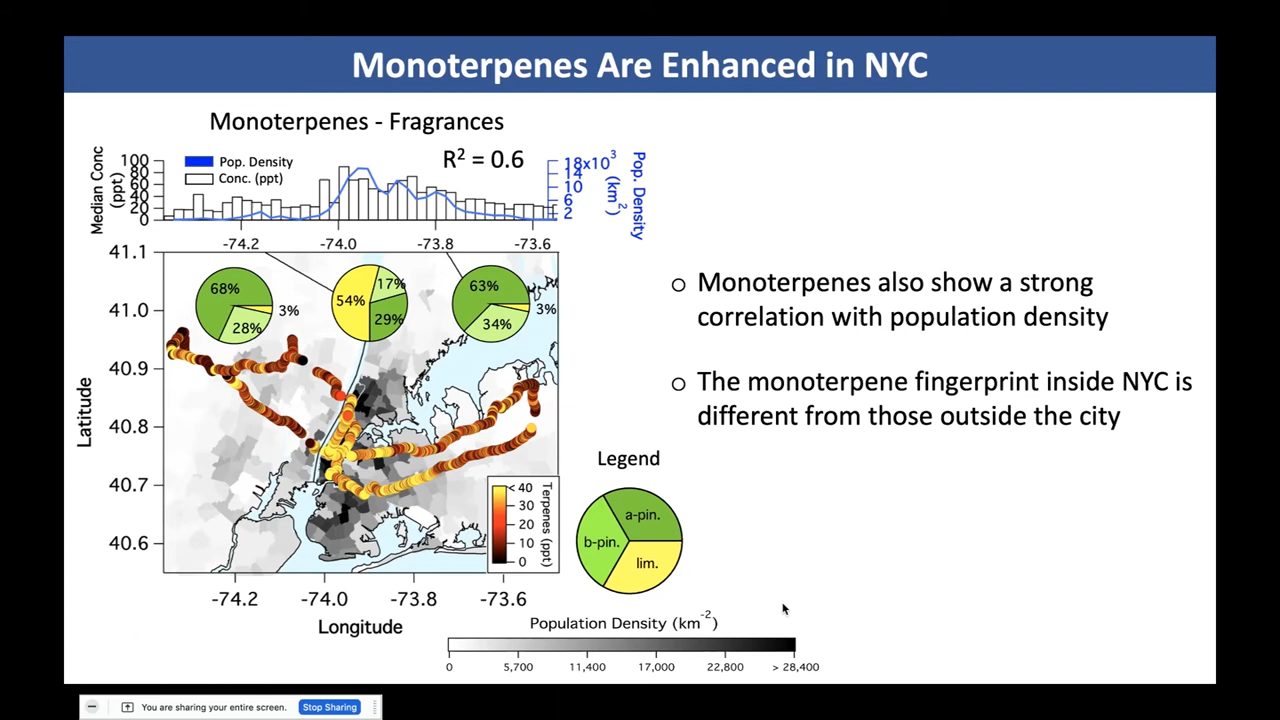 Monoterpenes Are Enhanced in NYC
Monoterpenes - Fragrances
Median Conc
(ppt)
100
80
60
40
20
0
Pop. Density
Conc. (ppt)
R² = 0.6
18x10³
14
10
6
2
Pop. Density
(km²)
-74.2
-74.0
-73.8
-73.6
41.1
41.0
40.9
40.8
40.7
40.6
Latitude
68%
3%
28%
54%
17%
29%
63%
3%
34%
< 40
30
20
10
0
Terpenes (ppt)
-74.2
-74.0
-73.8
-73.6
Longitude
○ Monoterpenes also show a strong
correlation with population density
○ The monoterpene fingerprint inside NYC is
different from those outside the city
Legend
a-pin.
b-pin.
lim.
Population Density (km⁻²)
0
5,700
11,400
17,000
22,800
> 28,400
You are sharing your entire screen.
Stop Sharing